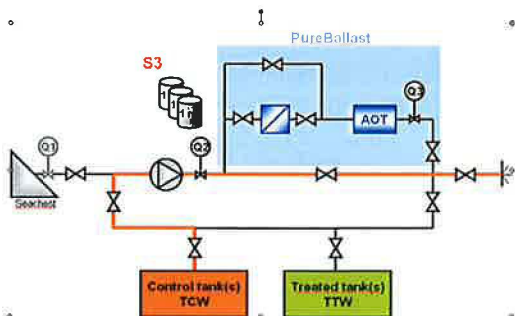 PureBallast
S3
Q1
Q2
Q3
AOT
Seachest
Control tank(s)
TCW
Treated tank(s)
TTW